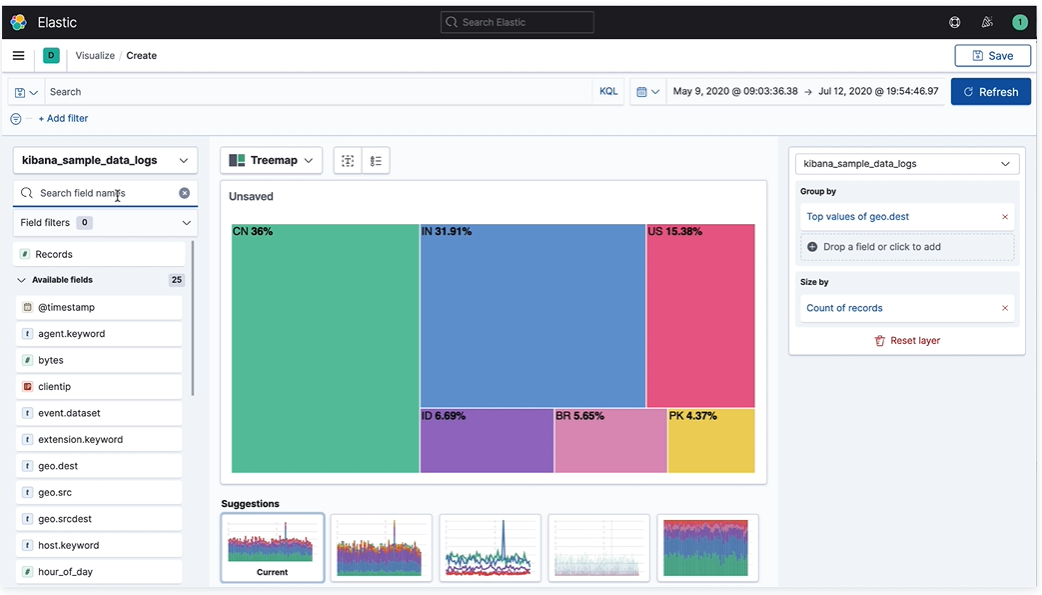 Elastic
Search Elastic
1
D
Visualize / Create
Save
Search
KQL
May 9, 2020 @ 09:03:36.38 → Jul 12, 2020 @ 19:54:46.97
Refresh
+ Add filter
kibana_sample_data_logs
Search field names
Field filters 0
# Records
Available fields 25
@timestamp
t agent.keyword
# bytes
IP clientip
t event.dataset
t extension.keyword
t geo.dest
t geo.src
t geo.srcdest
t host.keyword
# hour_of_day
Treemap
Unsaved
CN 36%
IN 31.91%
US 15.38%
ID 6.69%
BR 5.65%
PK 4.37%
Suggestions
Current
kibana_sample_data_logs
Group by
Top values of geo.dest
Drop a field or click to add
Size by
Count of records
Reset layer